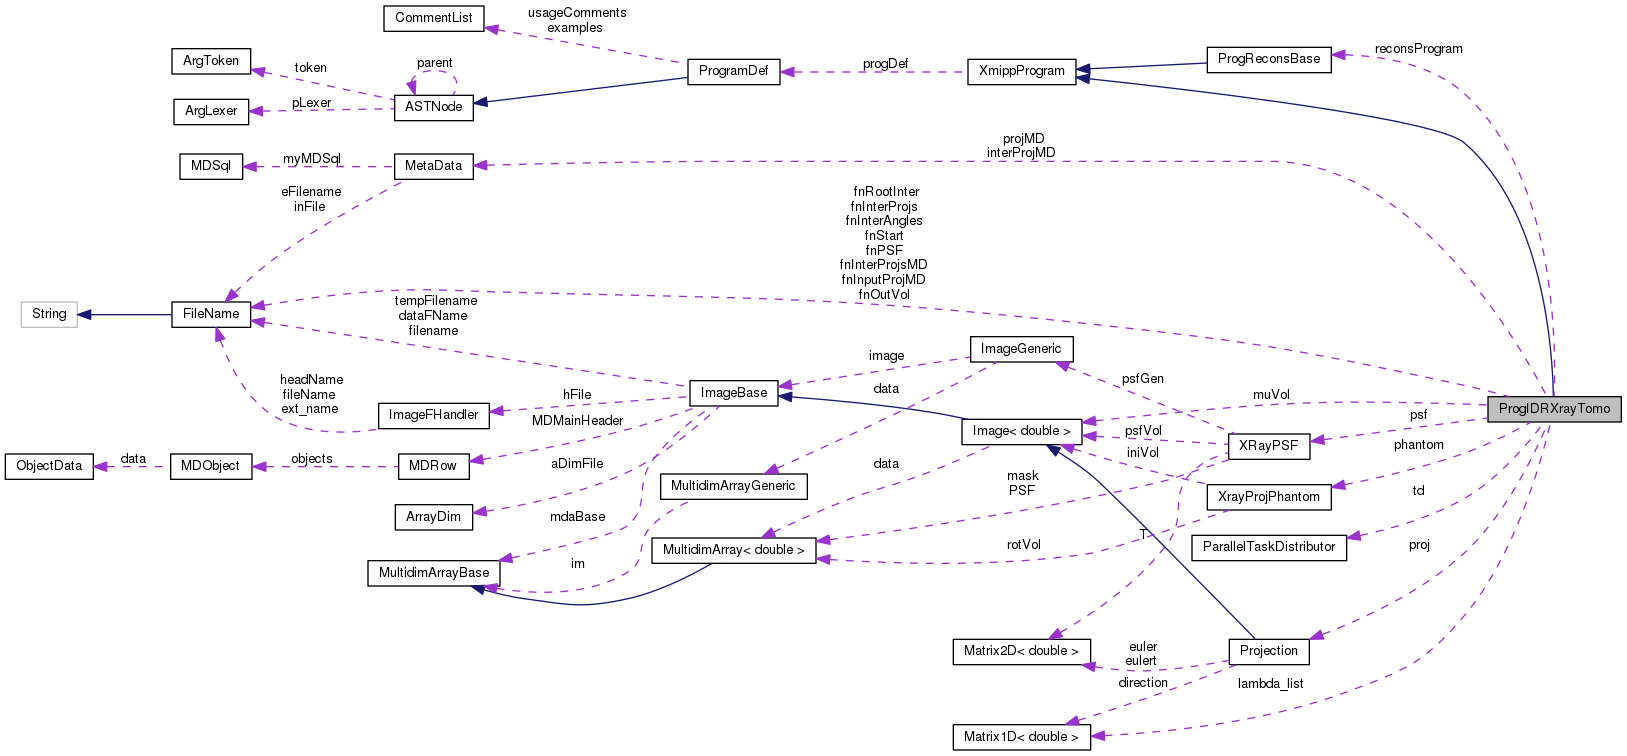 CommentList
usageComments
examples
ArgToken
token
parent
ProgramDef
progDef
XmippProgram
ProgReconsBase
reconsProgram
ArgLexer
pLexer
ASTNode
MDSql
myMDSql
MetaData
projMD
interProjMD
eFilename
inFile
fnRootInter
fnInterProjs
fnInterAngles
fnStart
fnPSF
fnInterProjsMD
fnInputProjMD
fnOutVol
String
FileName
tempFilename
dataFName
filename
ImageGeneric
image
headName
fileName
ext_name
ImageFHandler
hFile
ImageBase
data
psfGen
muVol
ProgIDRXrayTomo
MDMainHeader
Image< double >
psfVol
XRayPSF
psf
phantom
iniVol
ObjectData
data
MDObject
objects
MDRow
aDimFile
data
MultidimArrayGeneric
mask
PSF
XrayProjPhantom
td
ArrayDim
mdaBase
MultidimArray< double >
rotVol
T
ParallelTaskDistributor
proj
MultidimArrayBase
im
Matrix2D< double >
euler
eulert
Projection
direction
lambda_list
Matrix1D< double >